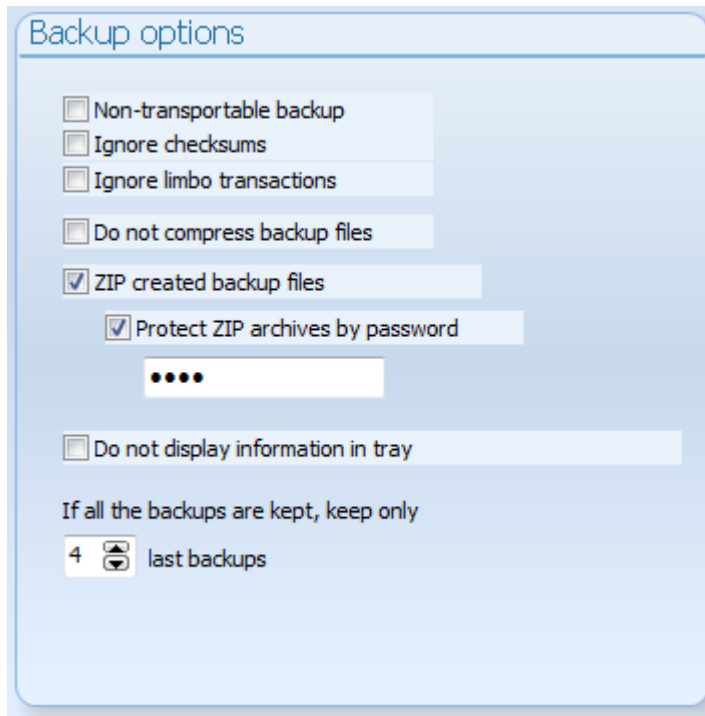 Backup options
Non-transportable backup
Ignore checksums
Ignore limbo transactions
Do not compress backup files
ZIP created backup files
Protect ZIP archives by password
••••
Do not display information in tray
If all the backups are kept, keep only
4 last backups